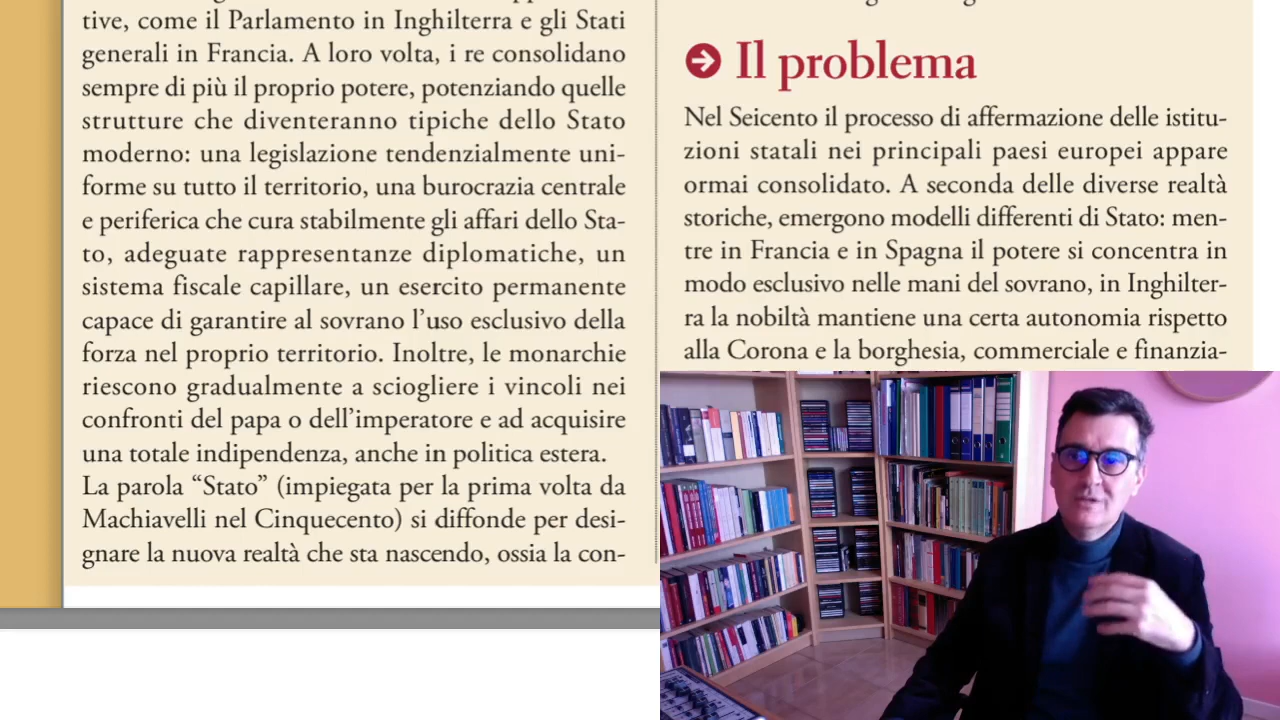 tive, come il Parlamento in Inghilterra e gli Stati
generali in Francia. A loro volta, i re consolidano
sempre di più il proprio potere, potenziando quelle
strutture che diventeranno tipiche dello Stato
moderno: una legislazione tendenzialmente uni-
forme su tutto il territorio, una burocrazia centrale
e periferica che cura stabilmente gli affari dello Sta-
to, adeguate rappresentanze diplomatiche, un
sistema fiscale capillare, un esercito permanente
capace di garantire al sovrano l’uso esclusivo della
forza nel proprio territorio. Inoltre, le monarchie
riescono gradualmente a sciogliere i vincoli nei
confronti del papa o dell’imperatore e ad acquisire
una totale indipendenza, anche in politica estera.
La parola “Stato” (impiegata per la prima volta da
Machiavelli nel Cinquecento) si diffonde per desi-
gnare la nuova realtà che sta nascendo, ossia la con-
Il problema
Nel Seicento il processo di affermazione delle istitu-
zioni statali nei principali paesi europei appare
ormai consolidato. A seconda delle diverse realtà
storiche, emergono modelli differenti di Stato: men-
tre in Francia e in Spagna il potere si concentra in
modo esclusivo nelle mani del sovrano, in Inghilter-
ra la nobiltà mantiene una certa autonomia rispetto
alla Corona e la borghesia, commerciale e finanzia-